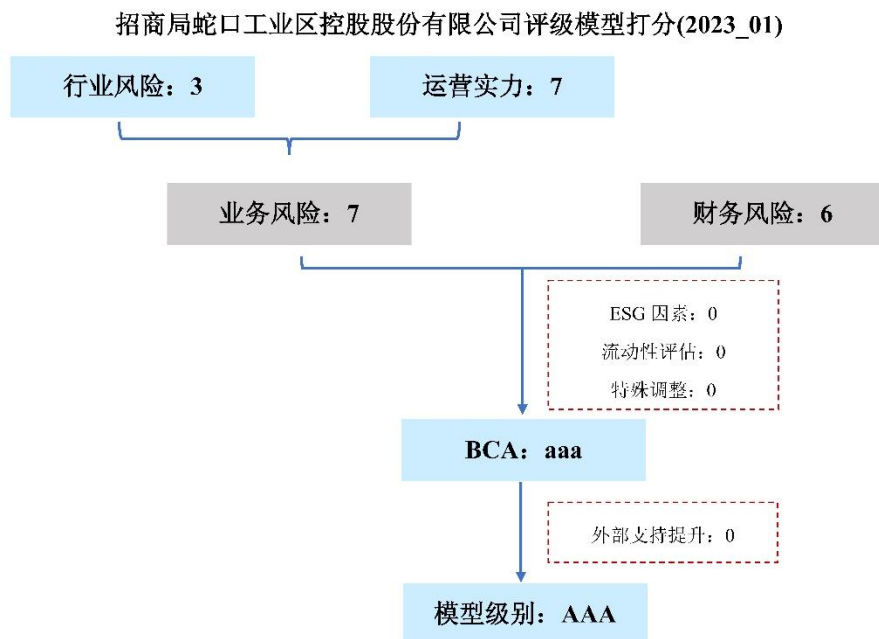 招商局蛇口工业区控股股份有限公司评级模型打分(2023_01)
行业风险：3
运营实力：7
业务风险：7
财务风险：6
ESG 因素：0
流动性评估：0
特殊调整：0
BCA：aaa
外部支持提升：0
模型级别：AAA